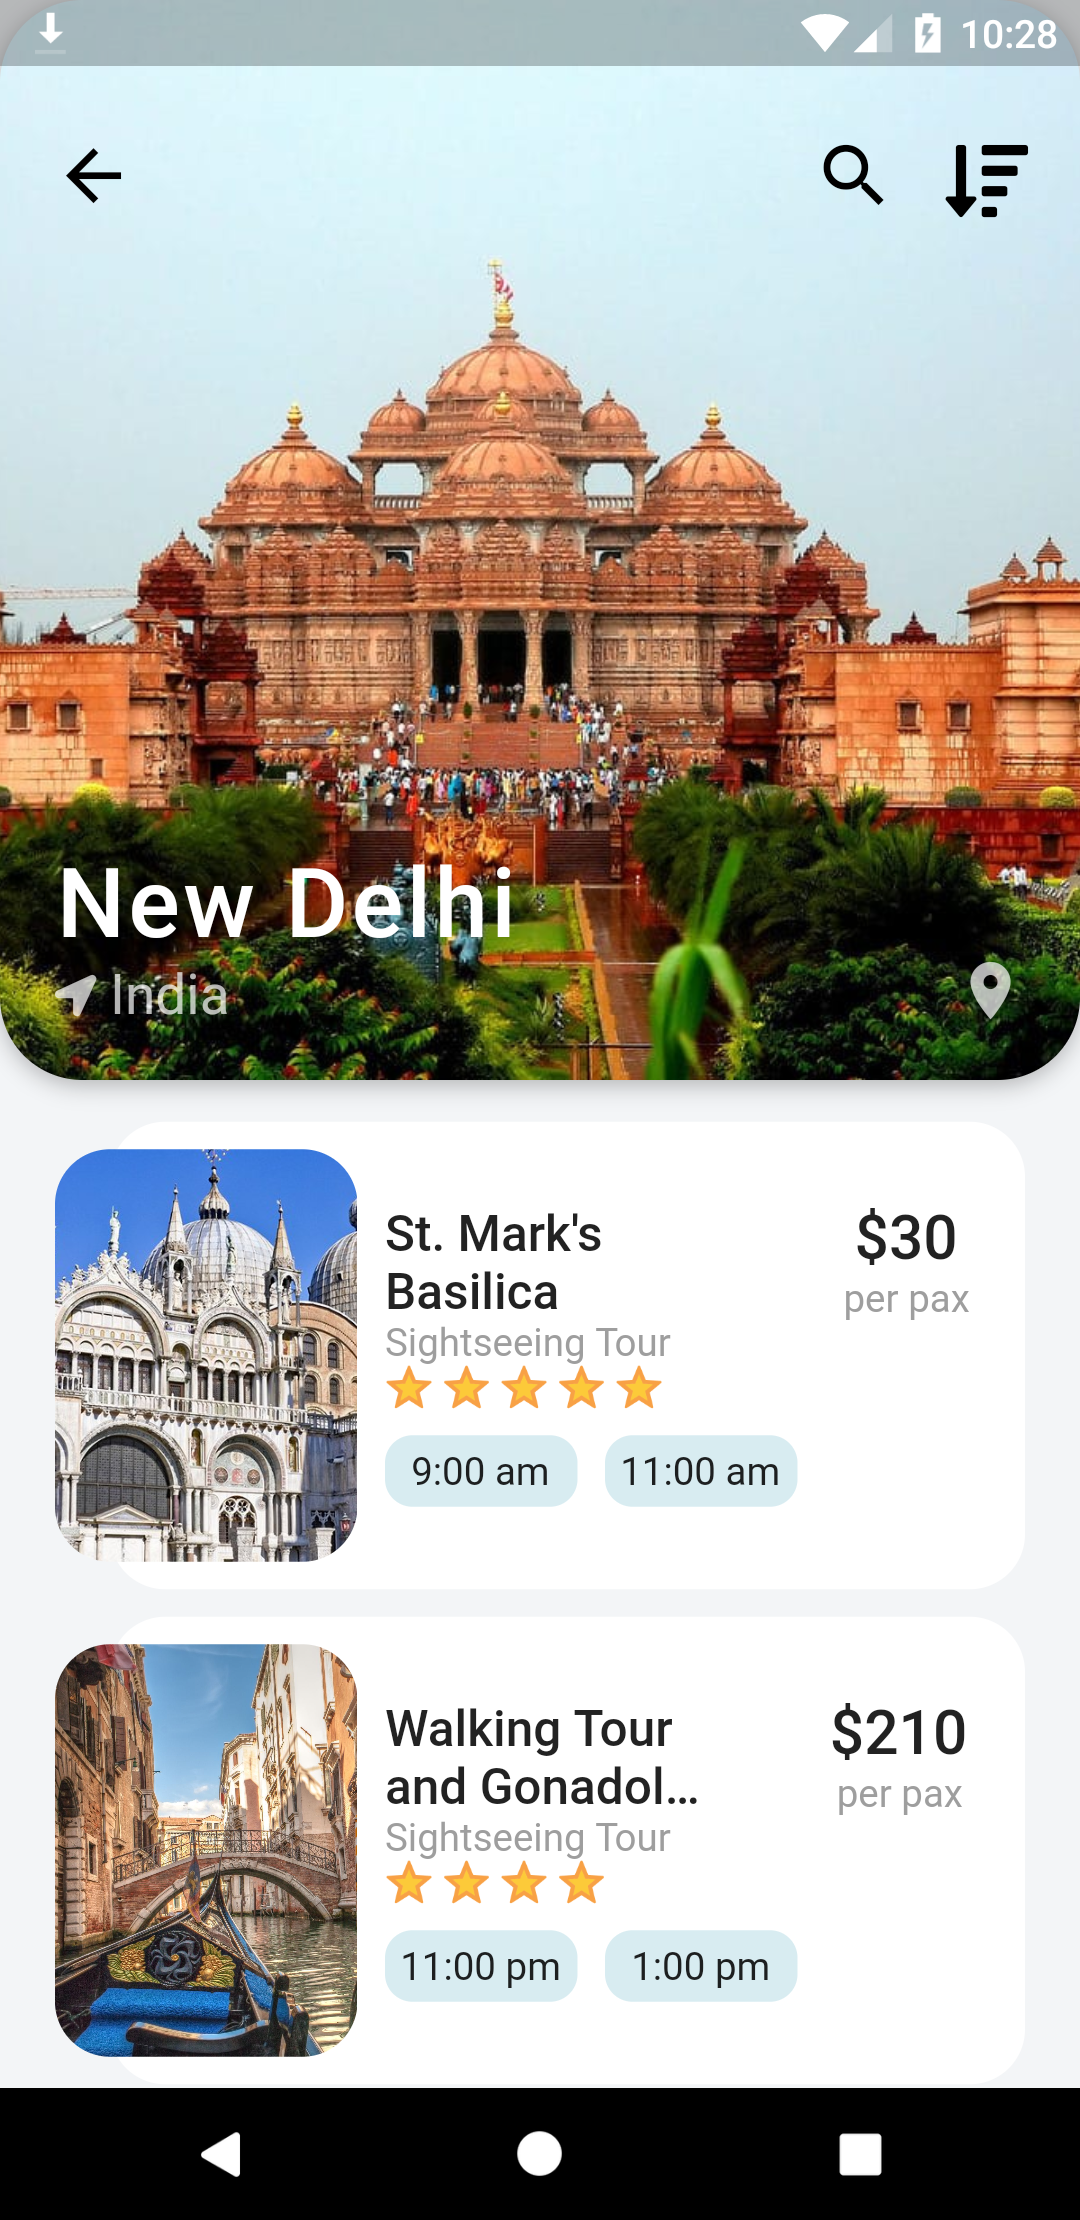 10:28
New Delhi
India
St. Mark's
Basilica
$30
per pax
Sightseeing Tour
9:00 am
11:00 am
Walking Tour
and Gonadol...
$210
per pax
Sightseeing Tour
11:00 pm
1:00 pm